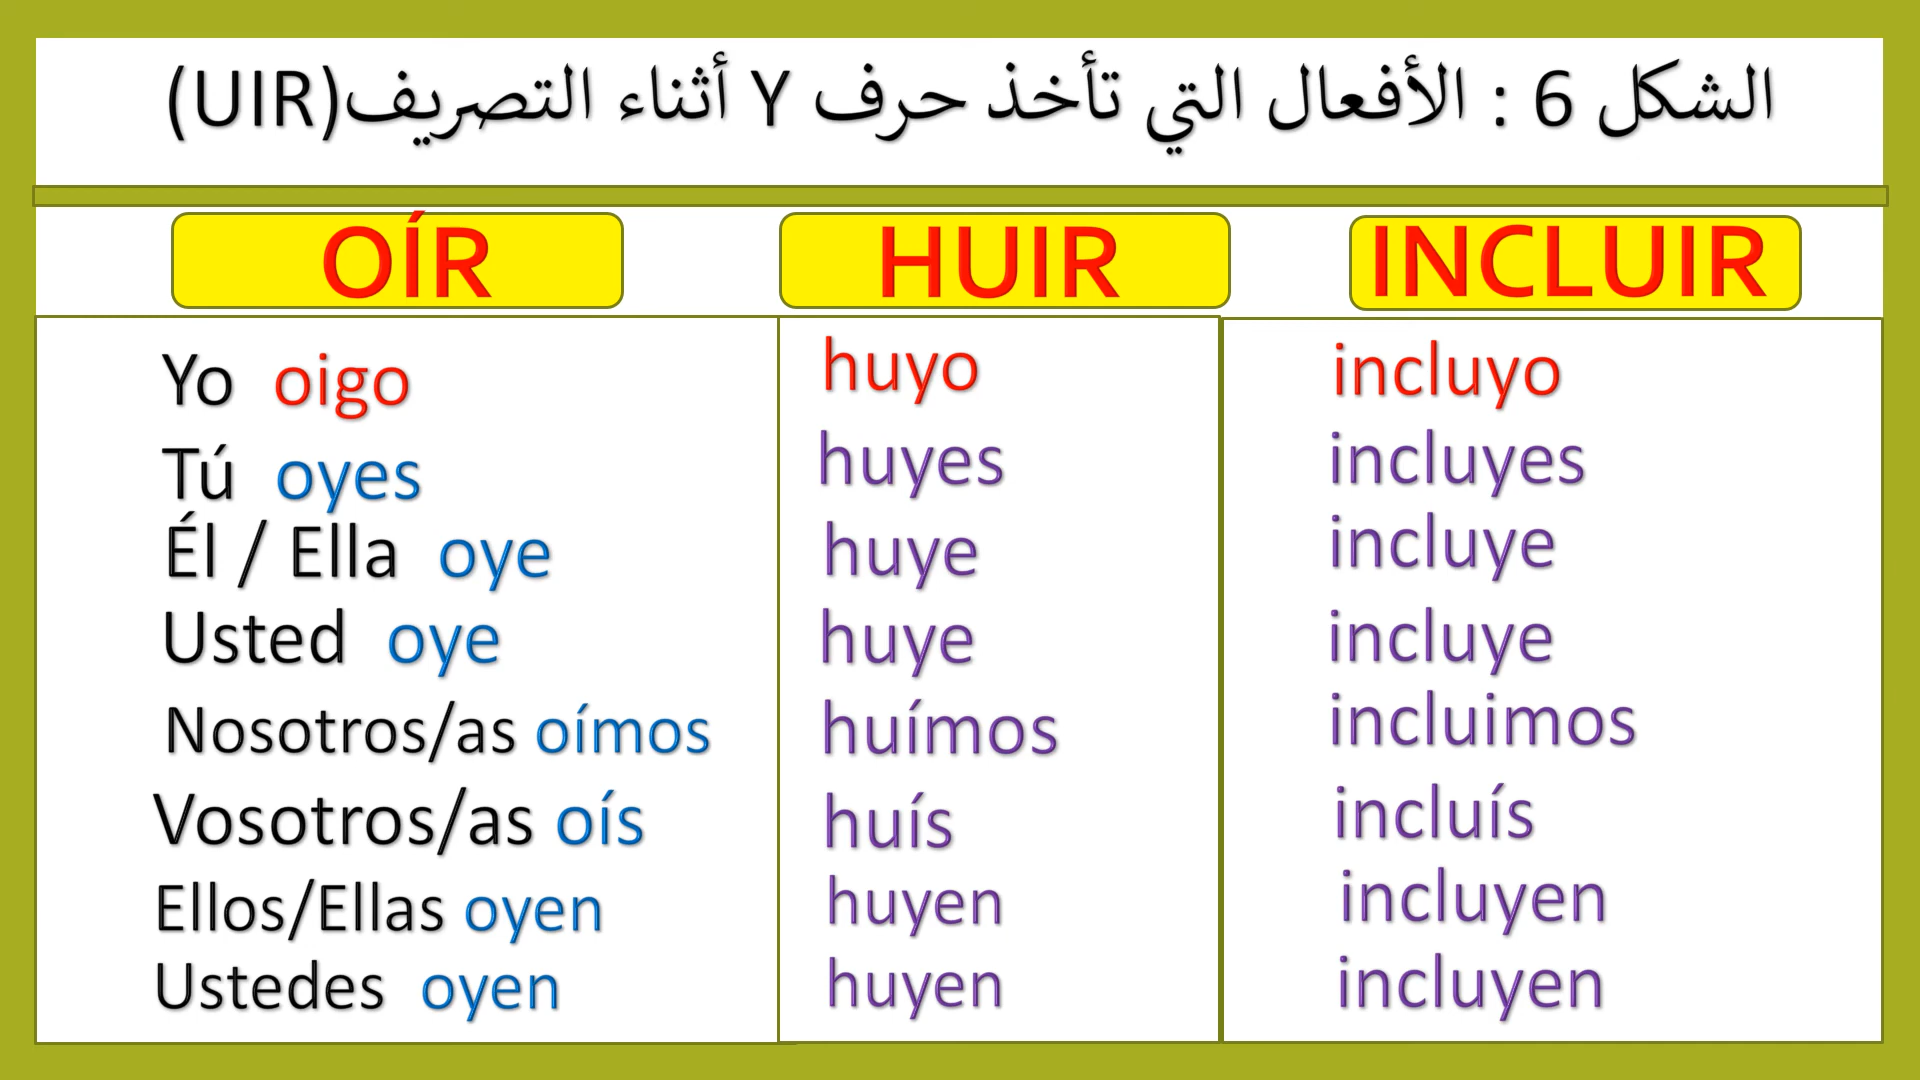 الشكل 6 : الأفعال التي تأخذ حرف Y أثناء التصريف(UIR)
OÍR
HUIR
INCLUIR
Yo oigo
Tú oyes
Él / Ella oye
Usted oye
Nosotros/as oímos
Vosotros/as oís
Ellos/Ellas oyen
Ustedes oyen
huyo
huyes
huye
huye
huímos
huís
huyen
huyen
incluyo
incluyes
incluye
incluye
incluimos
incluís
incluyen
incluyen